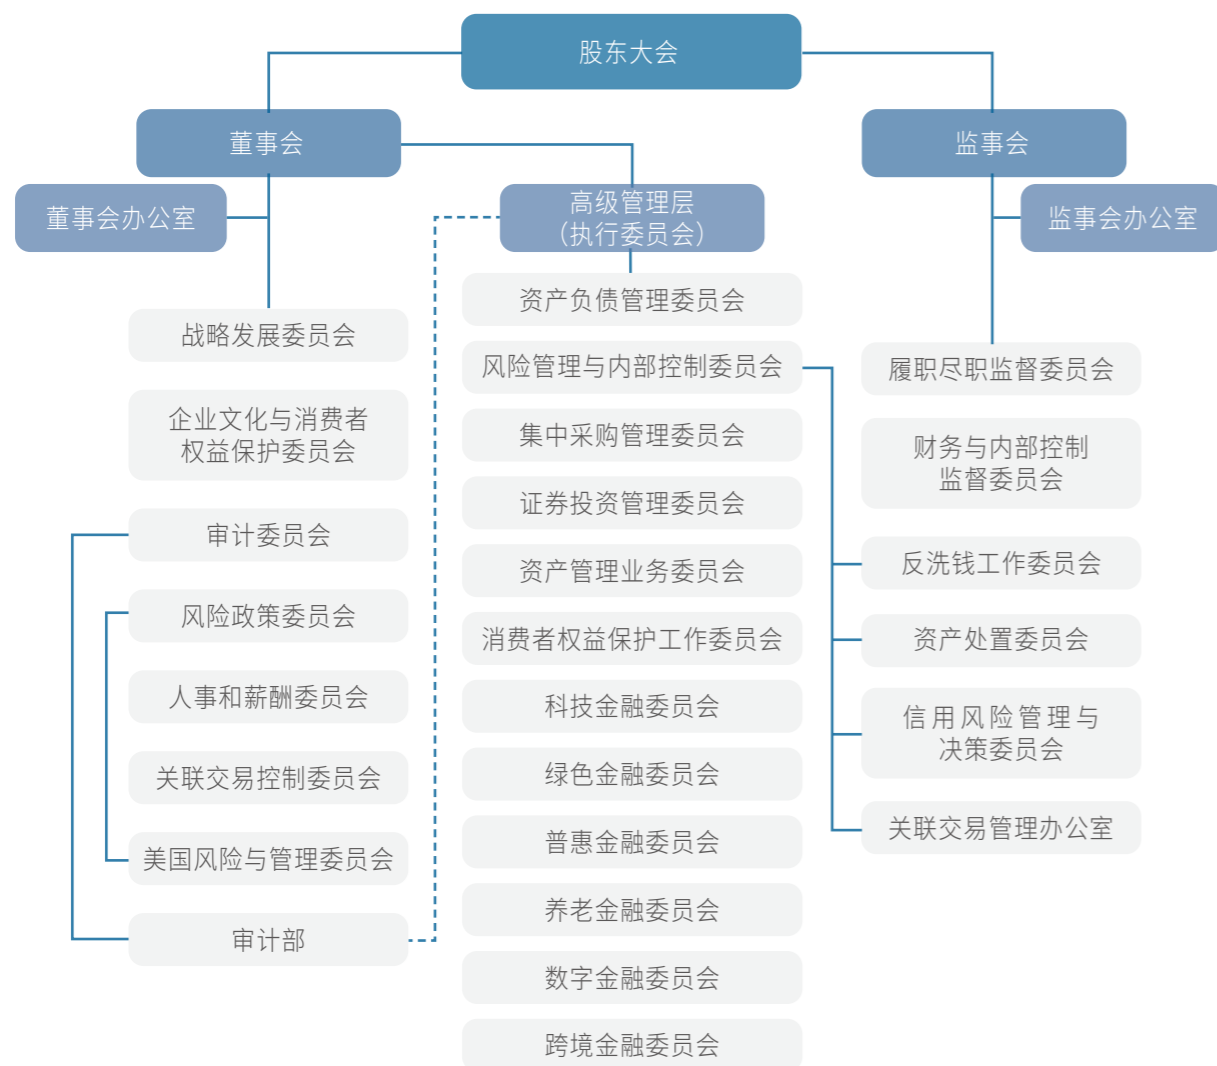 股东大会
董事会
监事会
董事会办公室
高级管理层
（执行委员会）
监事会办公室
战略发展委员会
企业文化与消费者
权益保护委员会
审计委员会
风险政策委员会
人事和薪酬委员会
关联交易控制委员会
美国风险与管理委员会
审计部
资产负债管理委员会
风险管理与内部控制委员会
集中采购管理委员会
证券投资管理委员会
资产管理业务委员会
消费者权益保护工作委员会
科技金融委员会
绿色金融委员会
普惠金融委员会
养老金融委员会
数字金融委员会
跨境金融委员会
履职尽职监督委员会
财务与内部控制
监督委员会
反洗钱工作委员会
资产处置委员会
信用风险管理与
决策委员会
关联交易管理办公室